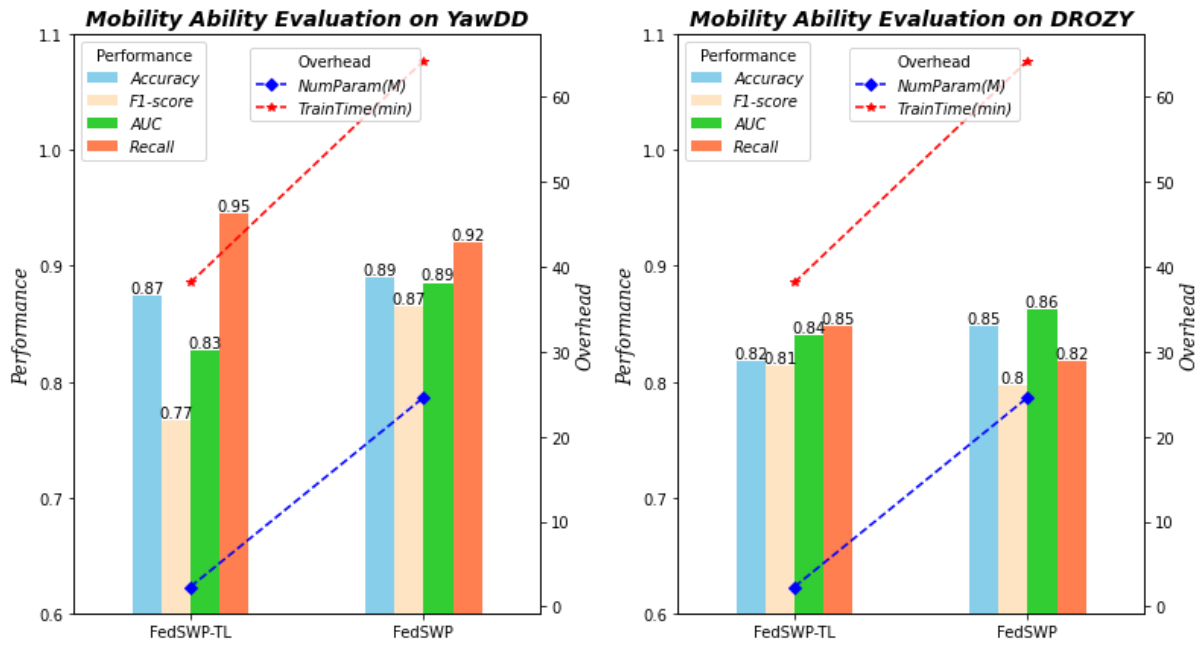 Mobility Ability Evaluation on YawDD
1.1
1.0
0.9
0.8
0.7
0.6
Performance
Performance
Accuracy
F1-score
AUC
Recall
Overhead
NumParam(M)
TrainTime(min)
0.87
0.77
0.83
0.95
0.89
0.87
0.89
0.92
60
50
40
30
20
10
0
Overhead
FedSWP-TL
FedSWP
Mobility Ability Evaluation on DROZY
1.1
1.0
0.9
0.8
0.7
0.6
Performance
Performance
Accuracy
F1-score
AUC
Recall
Overhead
NumParam(M)
TrainTime(min)
0.82
0.81
0.84
0.85
0.85
0.8
0.86
0.82
60
50
40
30
20
10
0
Overhead
FedSWP-TL
FedSWP